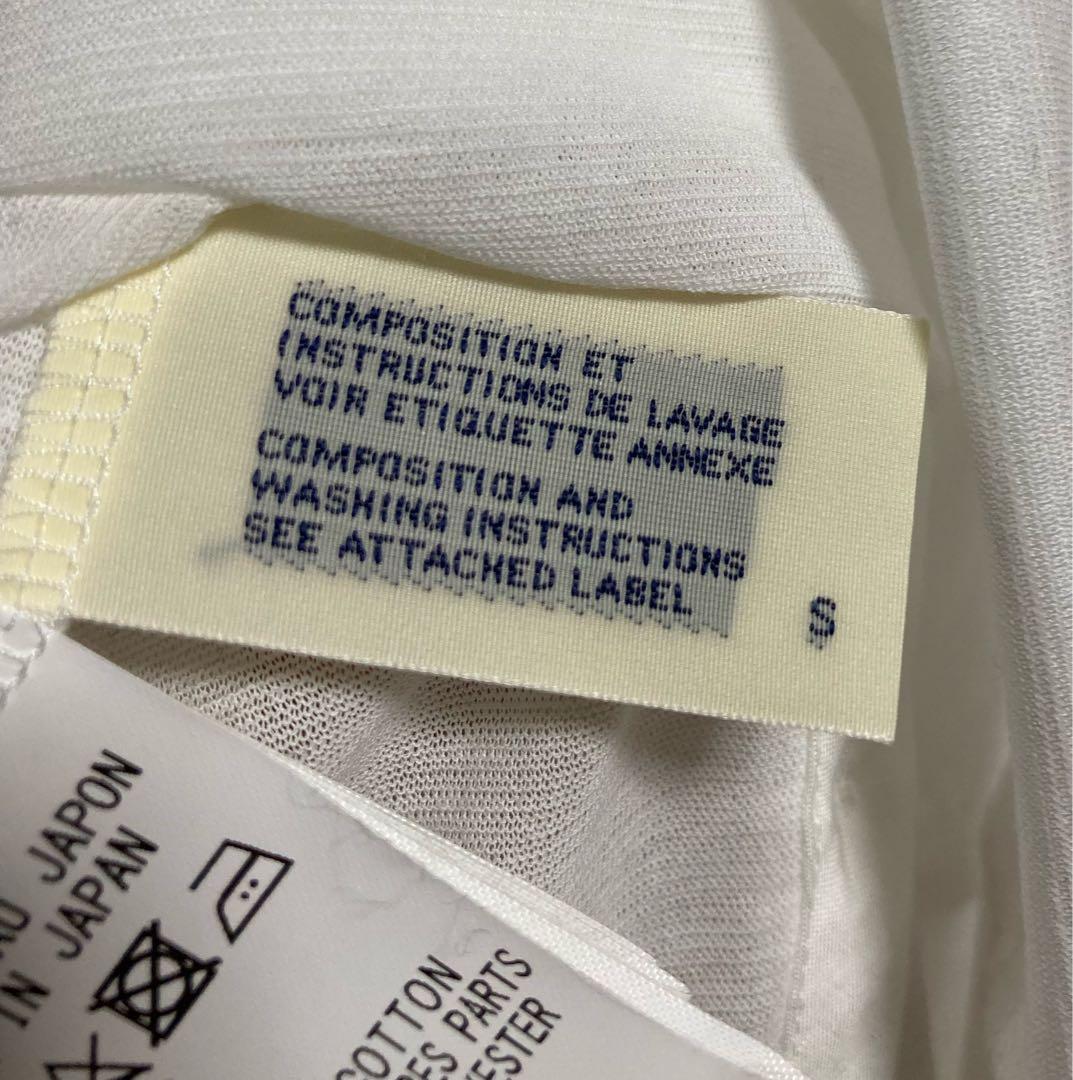 COMPOSITION ET
INSTRUCTIONS DE LAVAGE
VOIR ETIQUETTE ANNEXE
COMPOSITION AND
WASHING INSTRUCTIONS
SEE ATTACHED LABEL
S
AU JAPON
IN JAPAN
COTTON
PARTS